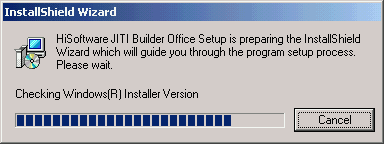 InstallShield Wizard
HiSoftware JITI Builder Office Setup is preparing the InstallShield
Wizard which will guide you through the program setup process.
Please wait.
Checking Windows(R) Installer Version
Cancel